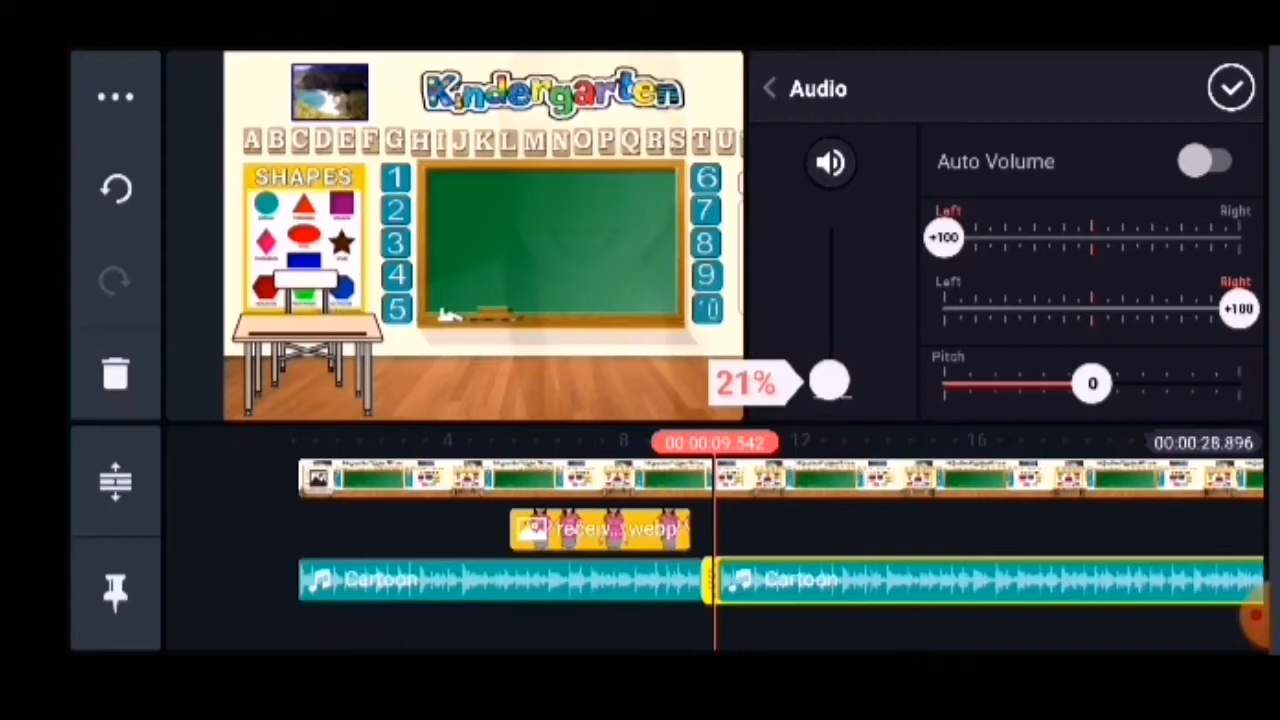 Kindergarten
A B C D E F G H I J K L M N O P Q R S T U
SHAPES
1
2
3
4
5
6
7
8
9
10
Audio
Auto Volume
Left Right
+100
Left Right
+100
Pitch
0
21%
4 8 12 16
00:00:09.542
00:00:28.896
recei... webp
Cartoon
Cartoon